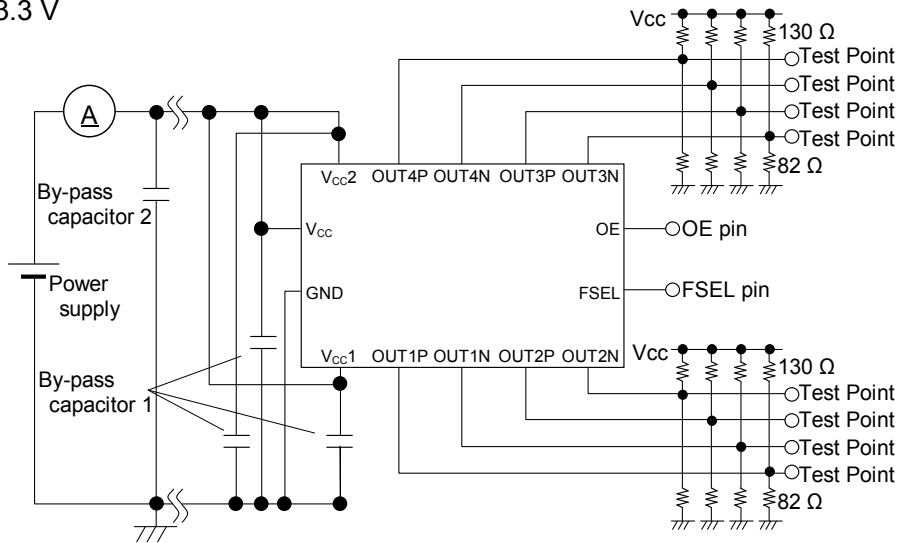 3.3 V
Vcc
130 Ω
Test Point
Test Point
Test Point
Test Point
82 Ω
A
By-pass
capacitor 2
Power
supply
By-pass
capacitor 1
VCC2 OUT4P OUT4N OUT3P OUT3N
VCC
OE
OE pin
GND
FSEL
FSEL pin
VCC1 OUT1P OUT1N OUT2P OUT2N
Vcc
130 Ω
Test Point
Test Point
Test Point
Test Point
82 Ω